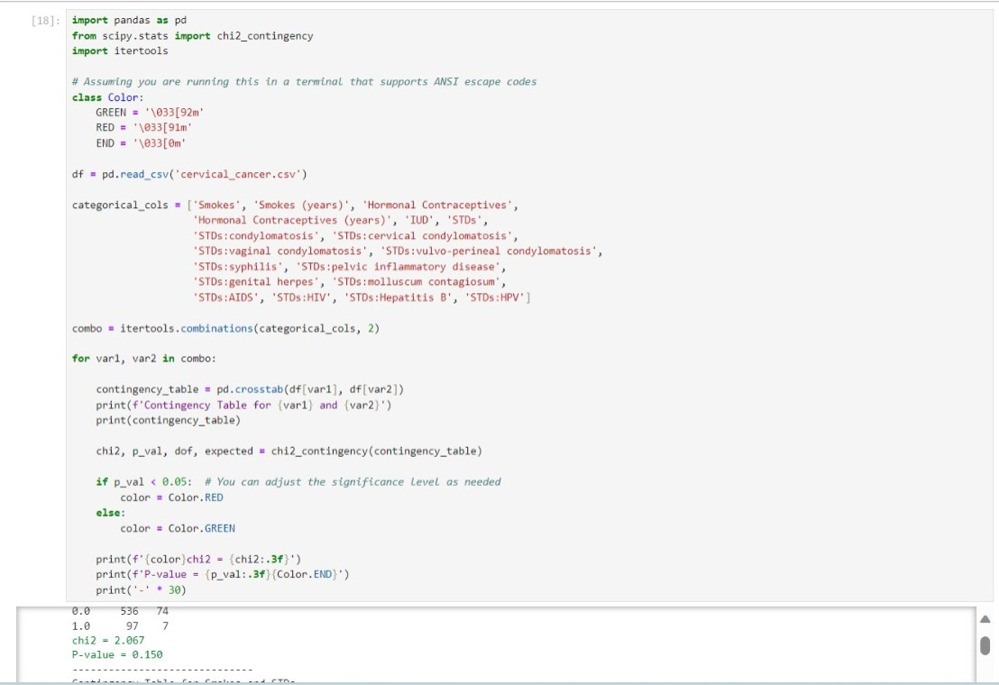 [18]: import pandas as pd
from scipy.stats import chi2_contingency
import itertools
# Assuming you are running this in a terminal that supports ANSI escape codes
class Color:
    GREEN = '\033[92m'
    RED = '\033[91m'
    END = '\033[0m'
df = pd.read_csv('cervical_cancer.csv')
categorical_cols = ['Smokes', 'Smokes (years)', 'Hormonal Contraceptives',
                    'Hormonal Contraceptives (years)', 'IUD', 'STDs',
                    'STDs:condylomatosis', 'STDs:cervical condylomatosis',
                    'STDs:vaginal condylomatosis', 'STDs:vulvo-perineal condylomatosis',
                    'STDs:syphilis', 'STDs:pelvic inflammatory disease',
                    'STDs:genital herpes', 'STDs:molluscum contagiosum',
                    'STDs:AIDS', 'STDs:HIV', 'STDs:Hepatitis B', 'STDs:HPV']
combo = itertools.combinations(categorical_cols, 2)
for var1, var2 in combo:
    contingency_table = pd.crosstab(df[var1], df[var2])
    print(f'Contingency Table for {var1} and {var2}')
    print(contingency_table)
    chi2, p_val, dof, expected = chi2_contingency(contingency_table)
    if p_val < 0.05:  # You can adjust the significance level as needed
        color = Color.RED
    else:
        color = Color.GREEN
    print(f'{color}chi2 = {chi2:.3f}')
    print(f'P-value = {p_val:.3f}{Color.END}')
    print('-' * 30)
0.0     536   74
1.0      97    7
chi2 = 2.067
P-value = 0.150
------------------------------
Contingency Table for Smokes and STDs